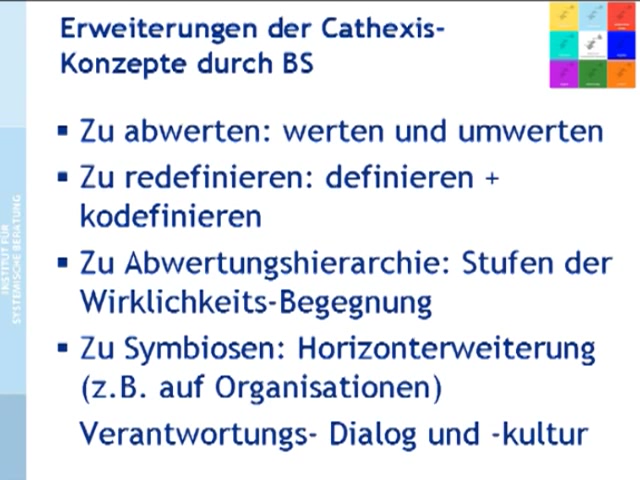 Erweiterungen der Cathexis-
Konzepte durch BS
▪ Zu abwerten: werten und umwerten
▪ Zu redefinieren: definieren +
kodefinieren
▪ Zu Abwertungshierarchie: Stufen der
Wirklichkeits-Begegnung
▪ Zu Symbiosen: Horizonterweiterung
(z.B. auf Organisationen)
Verantwortungs- Dialog und -kultur
INSTITUT FÜR
SYSTEMISCHE BERATUNG